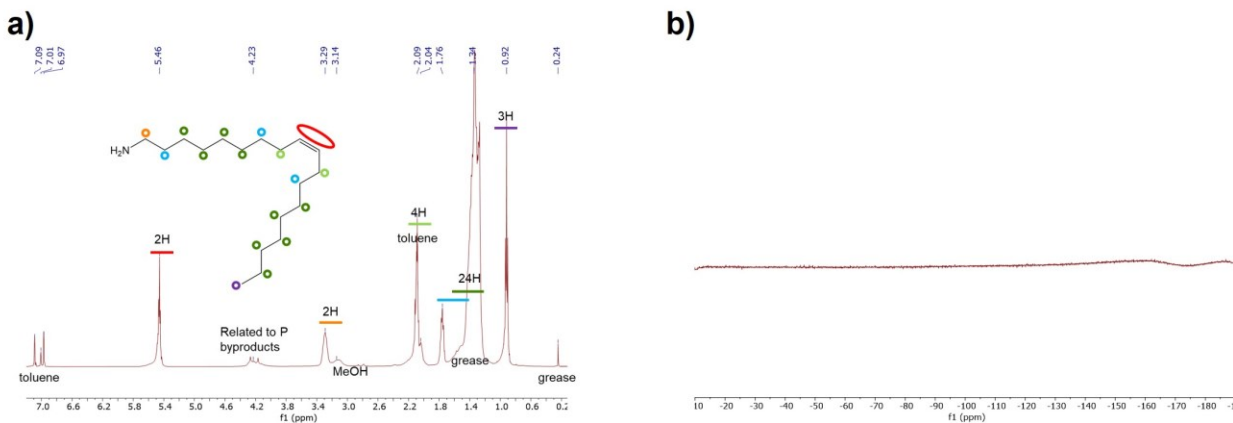 a)
7.09
7.01
6.97
5.46
4.23
3.29
3.14
2.09
2.04
1.76
1.34
0.92
0.24
3H
H₂N
4H
toluene
2H
24H
2H
Related to P
byproducts
toluene
MeOH
grease
grease
7.0 6.6 6.2 5.8 5.4 5.0 4.6 4.2 3.8 3.4 3.0 2.6 2.2 1.8 1.4 1.0 0.6 0.2
f1 (ppm)
b)
10 -20 -30 -40 -50 -60 -70 -80 -90 -100 -110 -120 -130 -140 -150 -160 -170 -180 -1
f1 (ppm)